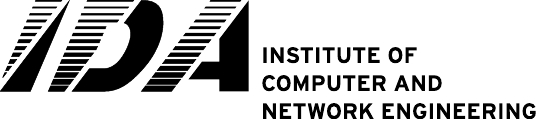 IDA
INSTITUTE OF
COMPUTER AND
NETWORK ENGINEERING